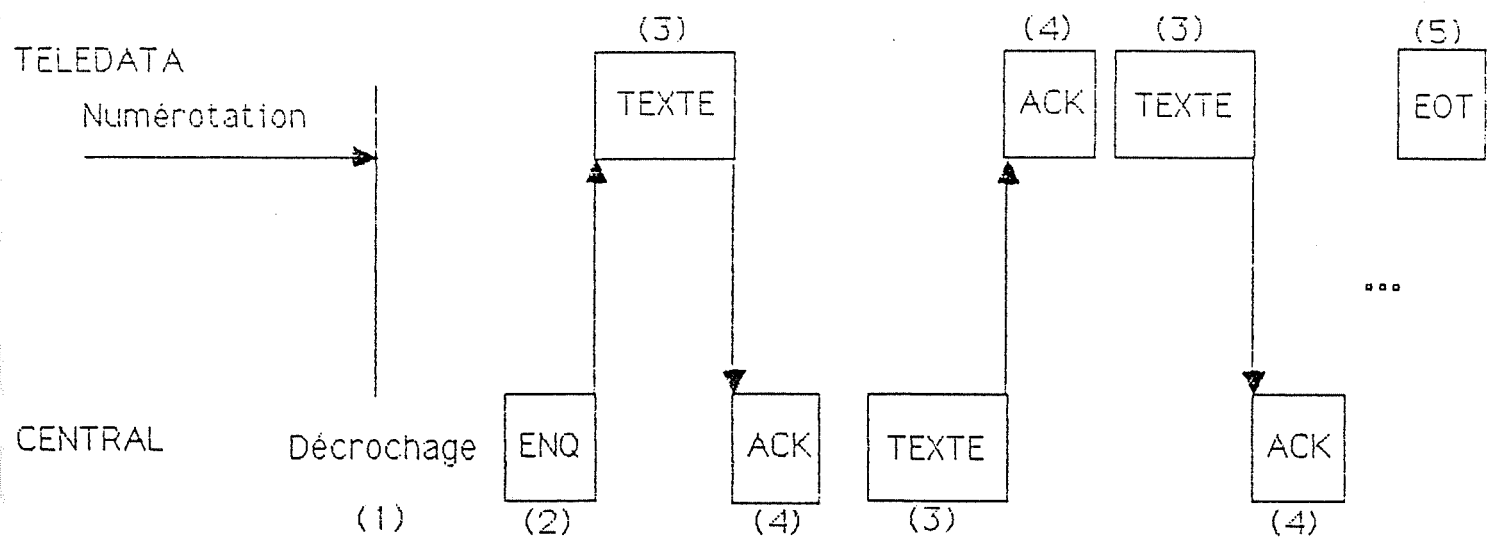 (3) (4) (3) (5)
TELEDATA
TEXTE ACK TEXTE EOT
Numérotation
...
CENTRAL Décrochage ENQ ACK TEXTE ACK
(1) (2) (4) (3) (4)